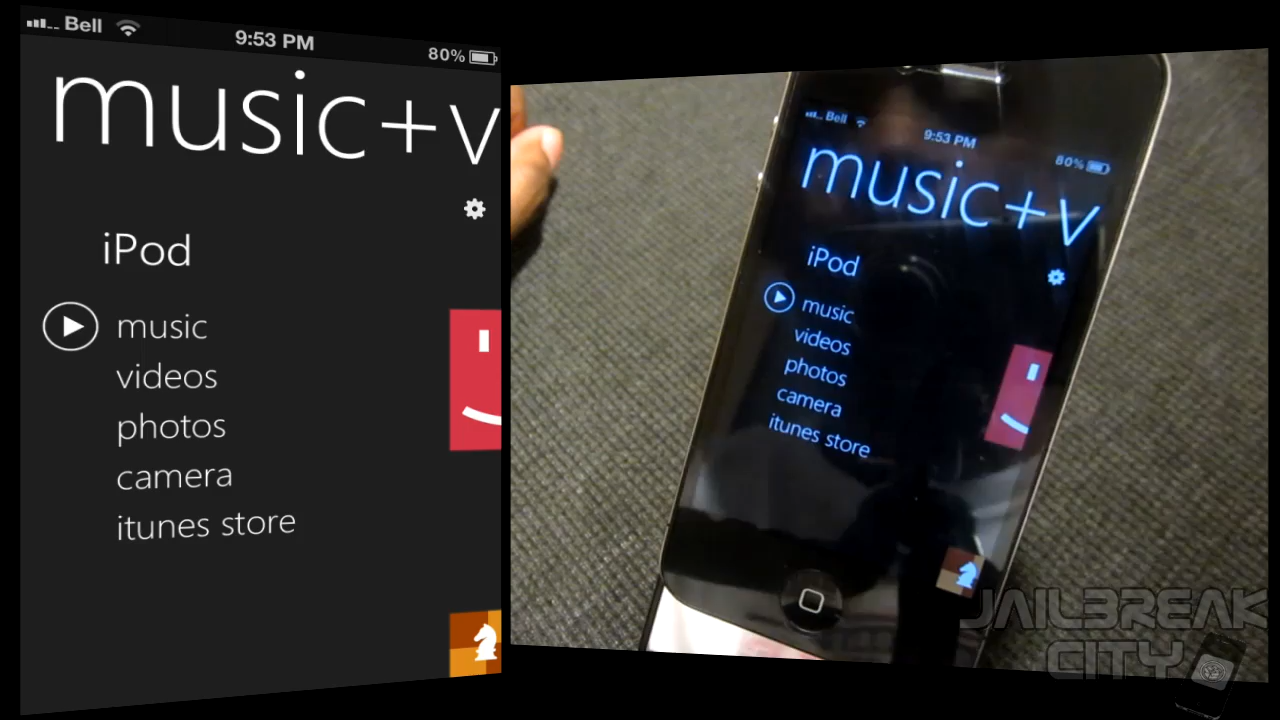 Bell
9:53 PM
80%
music+v
iPod
music
videos
photos
camera
itunes store
Bell
9:53 PM
80%
music+v
iPod
music
videos
photos
camera
itunes store
JAILBREAK
CITY